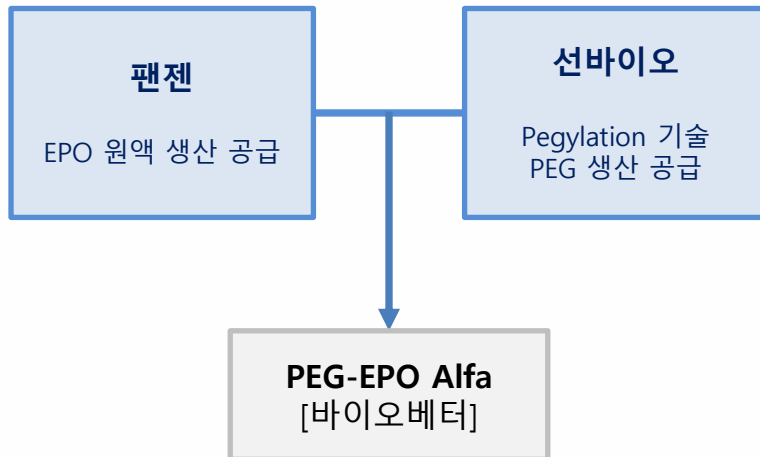 팬젠
EPO 원액 생산 공급
선바이오
Pegylation 기술
PEG 생산 공급
PEG-EPO Alfa
[바이오베터]